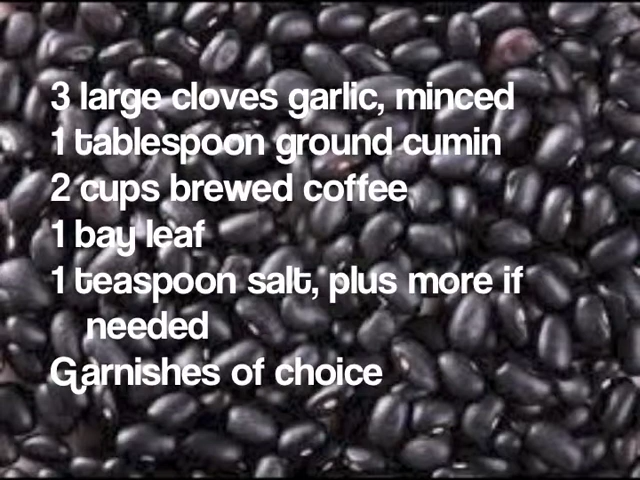 3 large cloves garlic, minced
1 tablespoon ground cumin
2 cups brewed coffee
1 bay leaf
1 teaspoon salt, plus more if
needed
Garnishes of choice